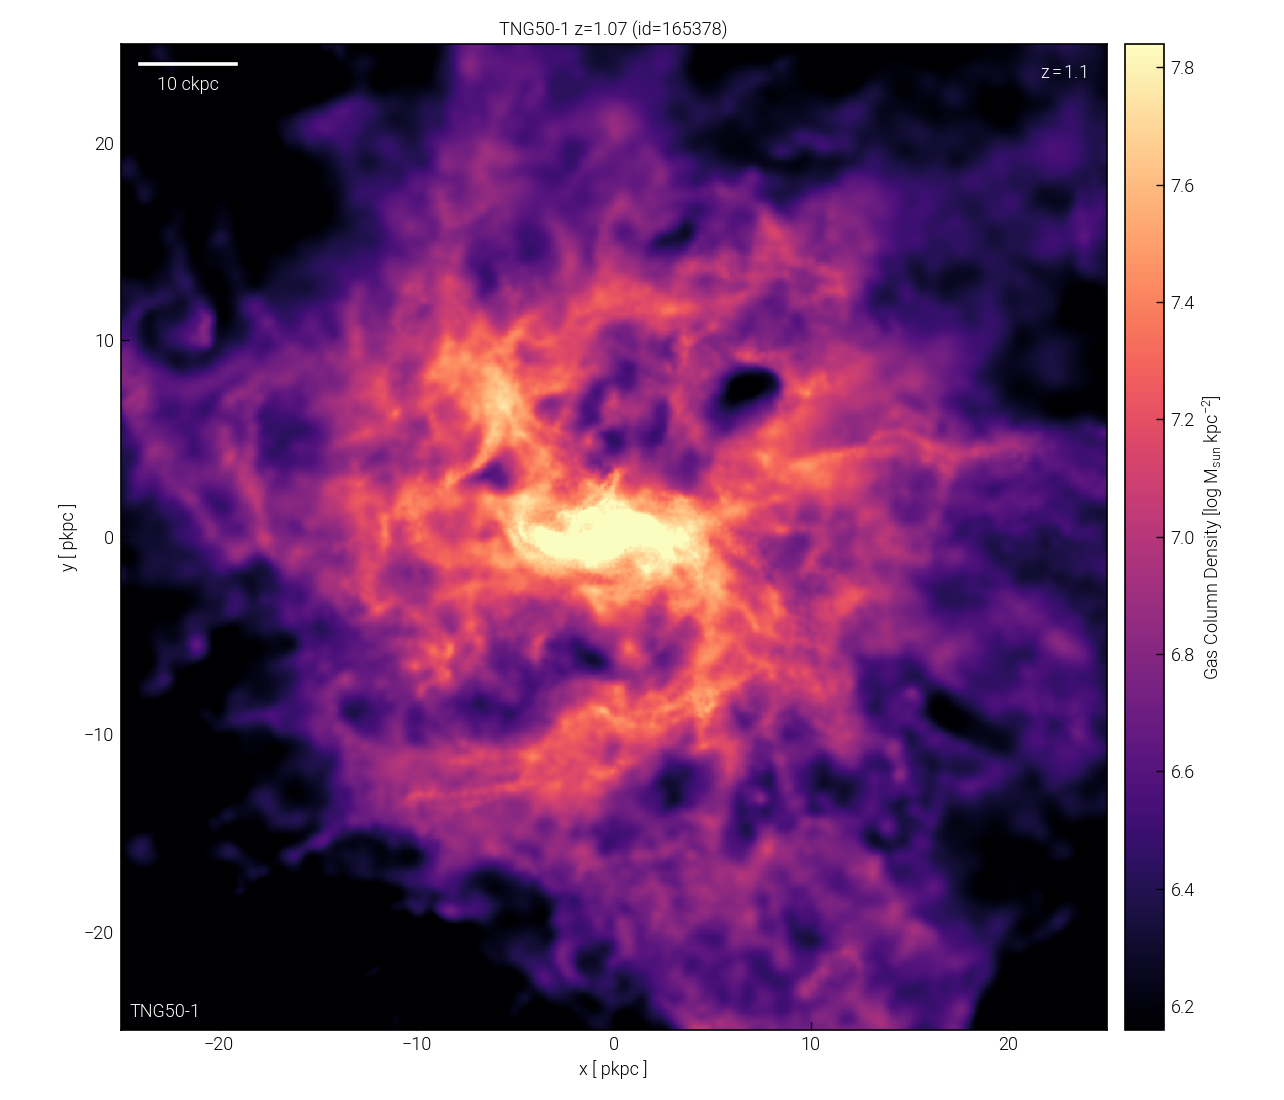 TNG50-1 z=1.07 (id=165378)
10 ckpc
z = 1.1
TNG50-1
y [ pkpc ]
20
10
0
−10
−20
−20
−10
0
10
20
x [ pkpc ]
7.8
7.6
7.4
7.2
7.0
6.8
6.6
6.4
6.2
Gas Column Density [log M_sun kpc^−2]